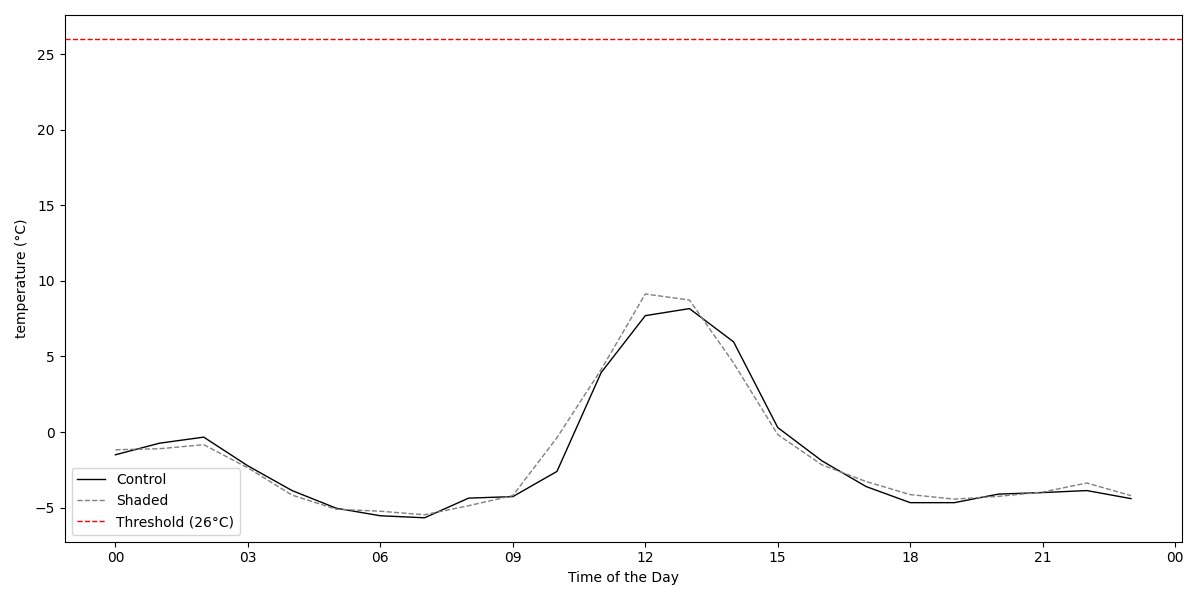 25
20
15
10
5
0
−5
temperature (°C)
Control
Shaded
Threshold (26°C)
00 03 06 09 12 15 18 21 00
Time of the Day